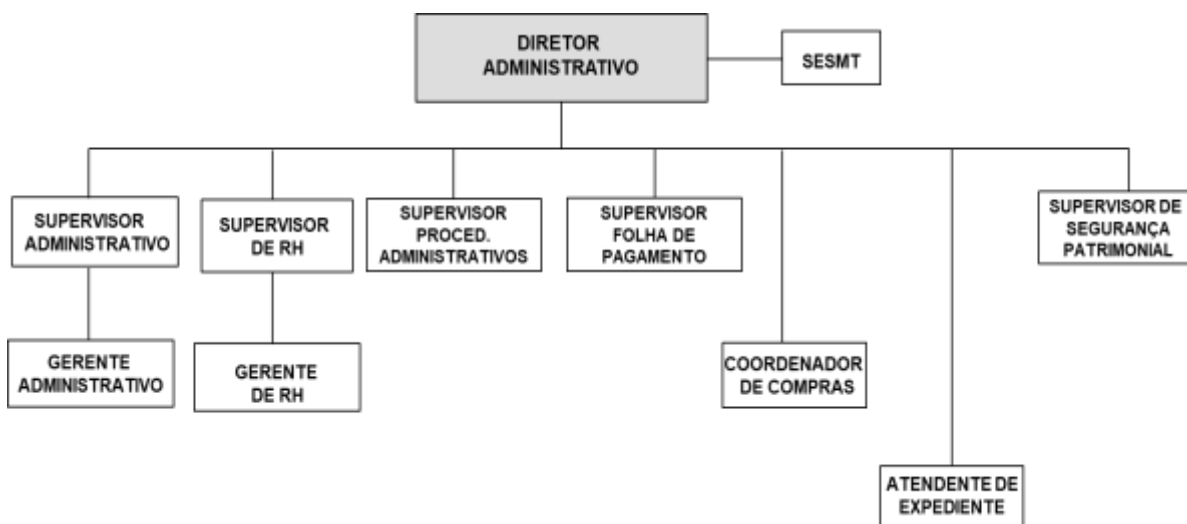 DIRETOR
ADMINISTRATIVO
SESMT
SUPERVISOR
ADMINISTRATIVO
SUPERVISOR
DE RH
SUPERVISOR
PROCED.
ADMINISTRATIVOS
SUPERVISOR
FOLHA DE
PAGAMENTO
SUPERVISOR DE
SEGURANÇA
PATRIMONIAL
GERENTE
ADMINISTRATIVO
GERENTE
DE RH
COORDENADOR
DE COMPRAS
ATENDENTE DE
EXPEDIENTE